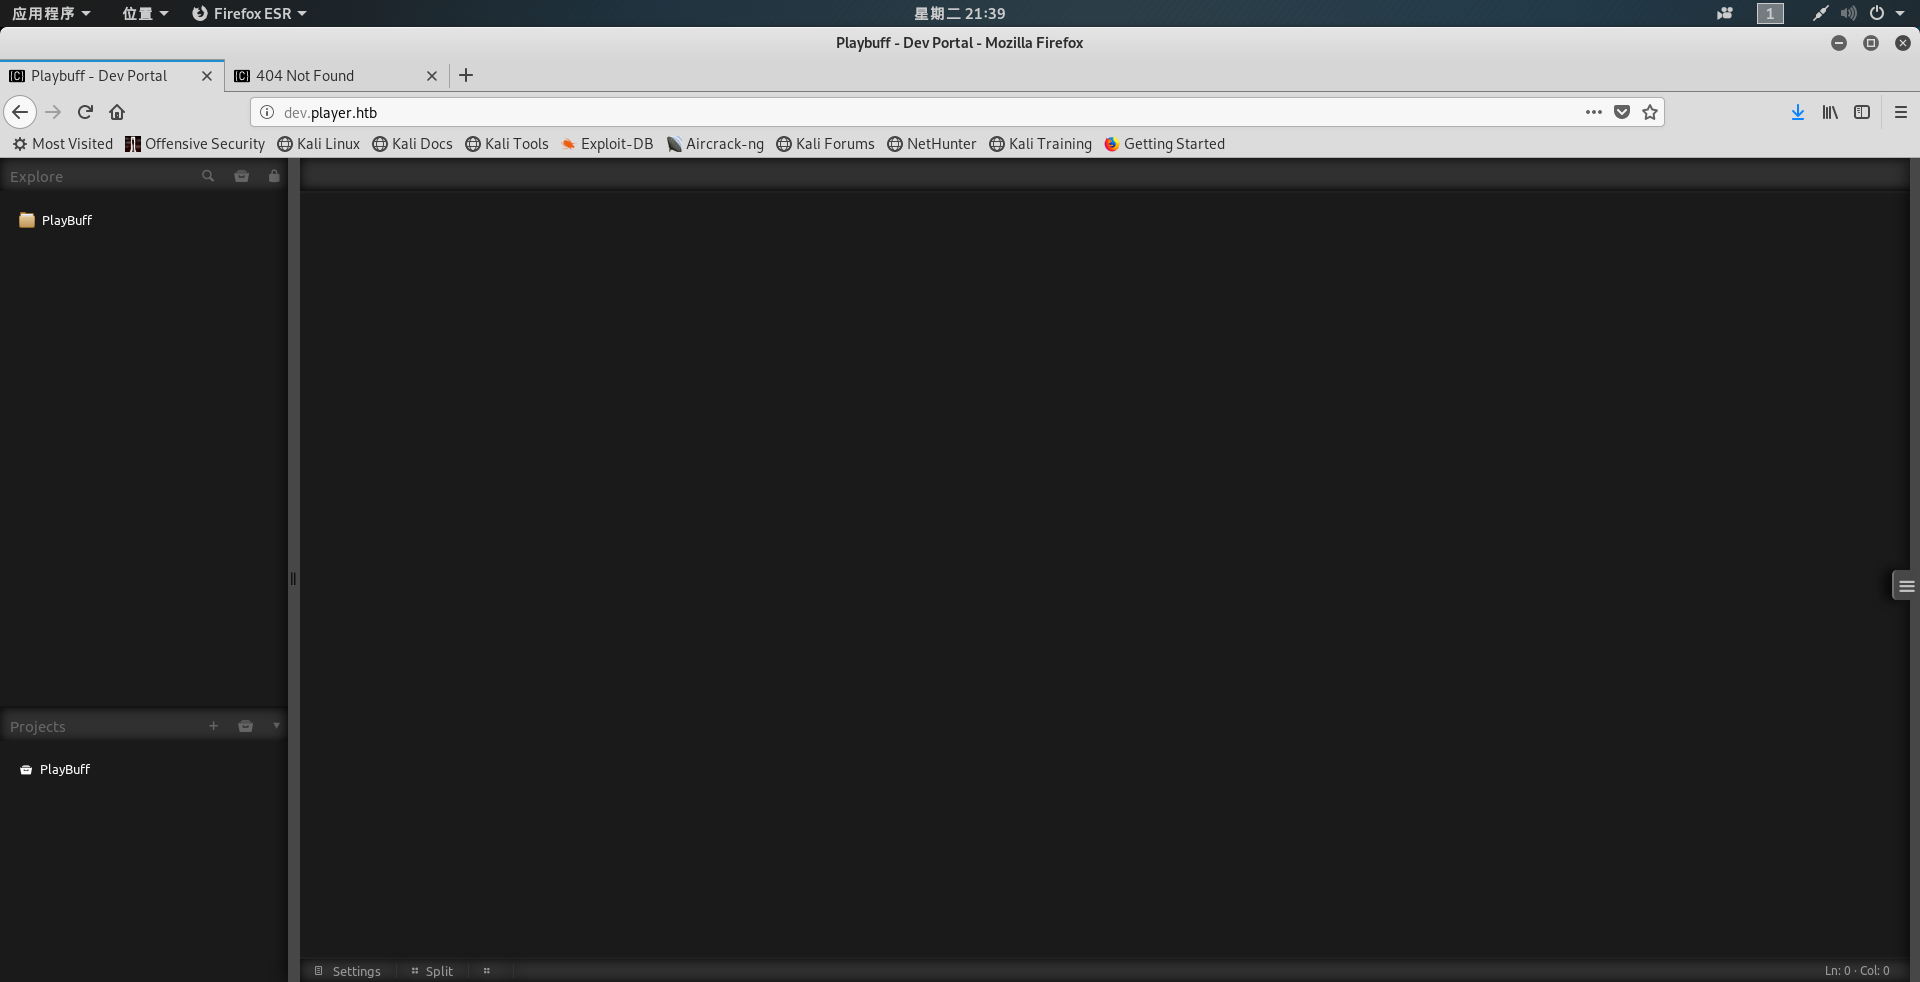 应用程序 位置 Firefox ESR 星期二 21:39 1
Playbuff - Dev Portal - Mozilla Firefox
Playbuff - Dev Portal 404 Not Found
dev.player.htb
Most Visited Offensive Security Kali Linux Kali Docs Kali Tools Exploit-DB Aircrack-ng Kali Forums NetHunter Kali Training Getting Started
Explore
PlayBuff
Projects
PlayBuff
Settings Split Ln: 0 · Col: 0